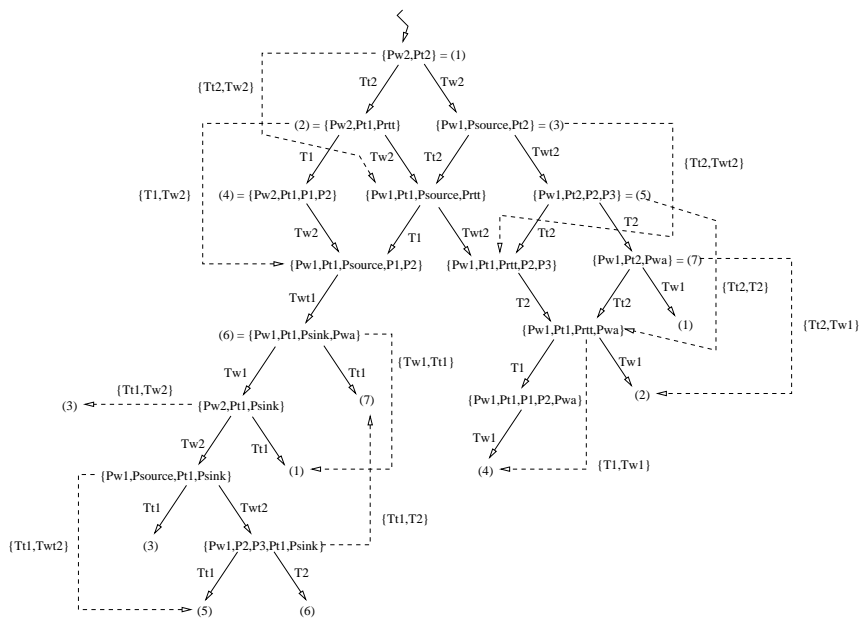 {Pw2,Pt2} = (1)
{Tt2,Tw2}
Tt2
Tw2
(2) = {Pw2,Pt1,Prtt}
{Pw1,Psource,Pt2} = (3)
T1
Tw2
Tt2
Twt2
{Tt2,Twt2}
{T1,Tw2}
(4) = {Pw2,Pt1,P1,P2}
{Pw1,Pt1,Psource,Prtt}
{Pw1,Pt2,P2,P3} = (5)
Tw2
T1
Twt2
Tt2
T2
{Pw1,Pt1,Psource,P1,P2}
{Pw1,Pt1,Prtt,P2,P3}
{Pw1,Pt2,Pwa} = (7)
{Tt2,T2}
Twt1
T2
Tt2
Tw1
(6) = {Pw1,Pt1,Psink,Pwa}
{Pw1,Pt1,Prtt,Pwa}
(1)
{Tt2,Tw1}
Tw1
Tt1
{Tw1,Tt1}
T1
Tw1
{Tt1,Tw2}
(3)
{Pw2,Pt1,Psink}
(7)
{Pw1,Pt1,P1,P2,Pwa}
(2)
Tw2
Tt1
Tw1
{Pw1,Psource,Pt1,Psink}
(1)
(4)
{T1,Tw1}
Tt1
Twt2
{Tt1,T2}
{Tt1,Twt2}
(3)
{Pw1,P2,P3,Pt1,Psink}
Tt1
T2
(5)
(6)